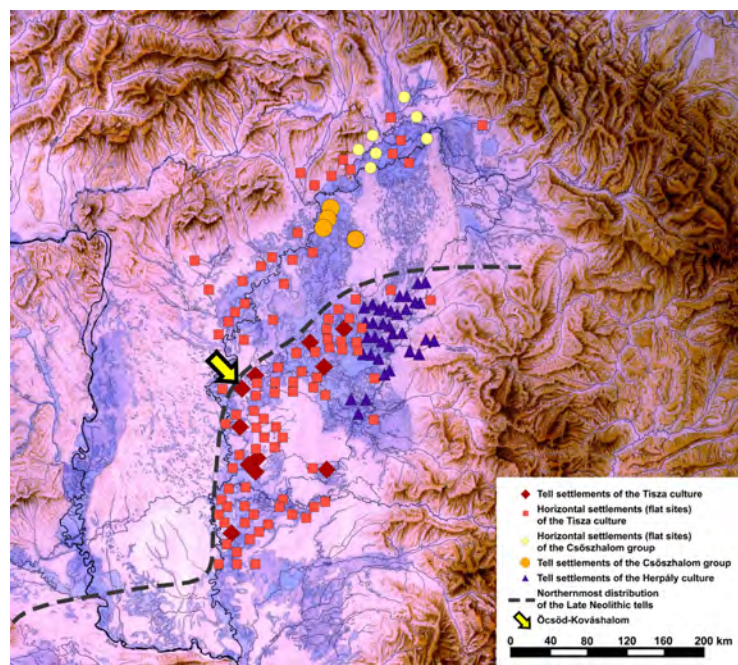 Tell settlements of the Tisza culture
Horizontal settlements (flat sites)
of the Tisza culture
Horizontal settlements (flat sites)
of the Csőszhalom group
Tell settlements of the Csőszhalom group
Tell settlements of the Herpály culture
Northernmost distribution
of the Late Neolithic tells
Öcsöd-Kováshalom
0 40 80 120 160 200 km